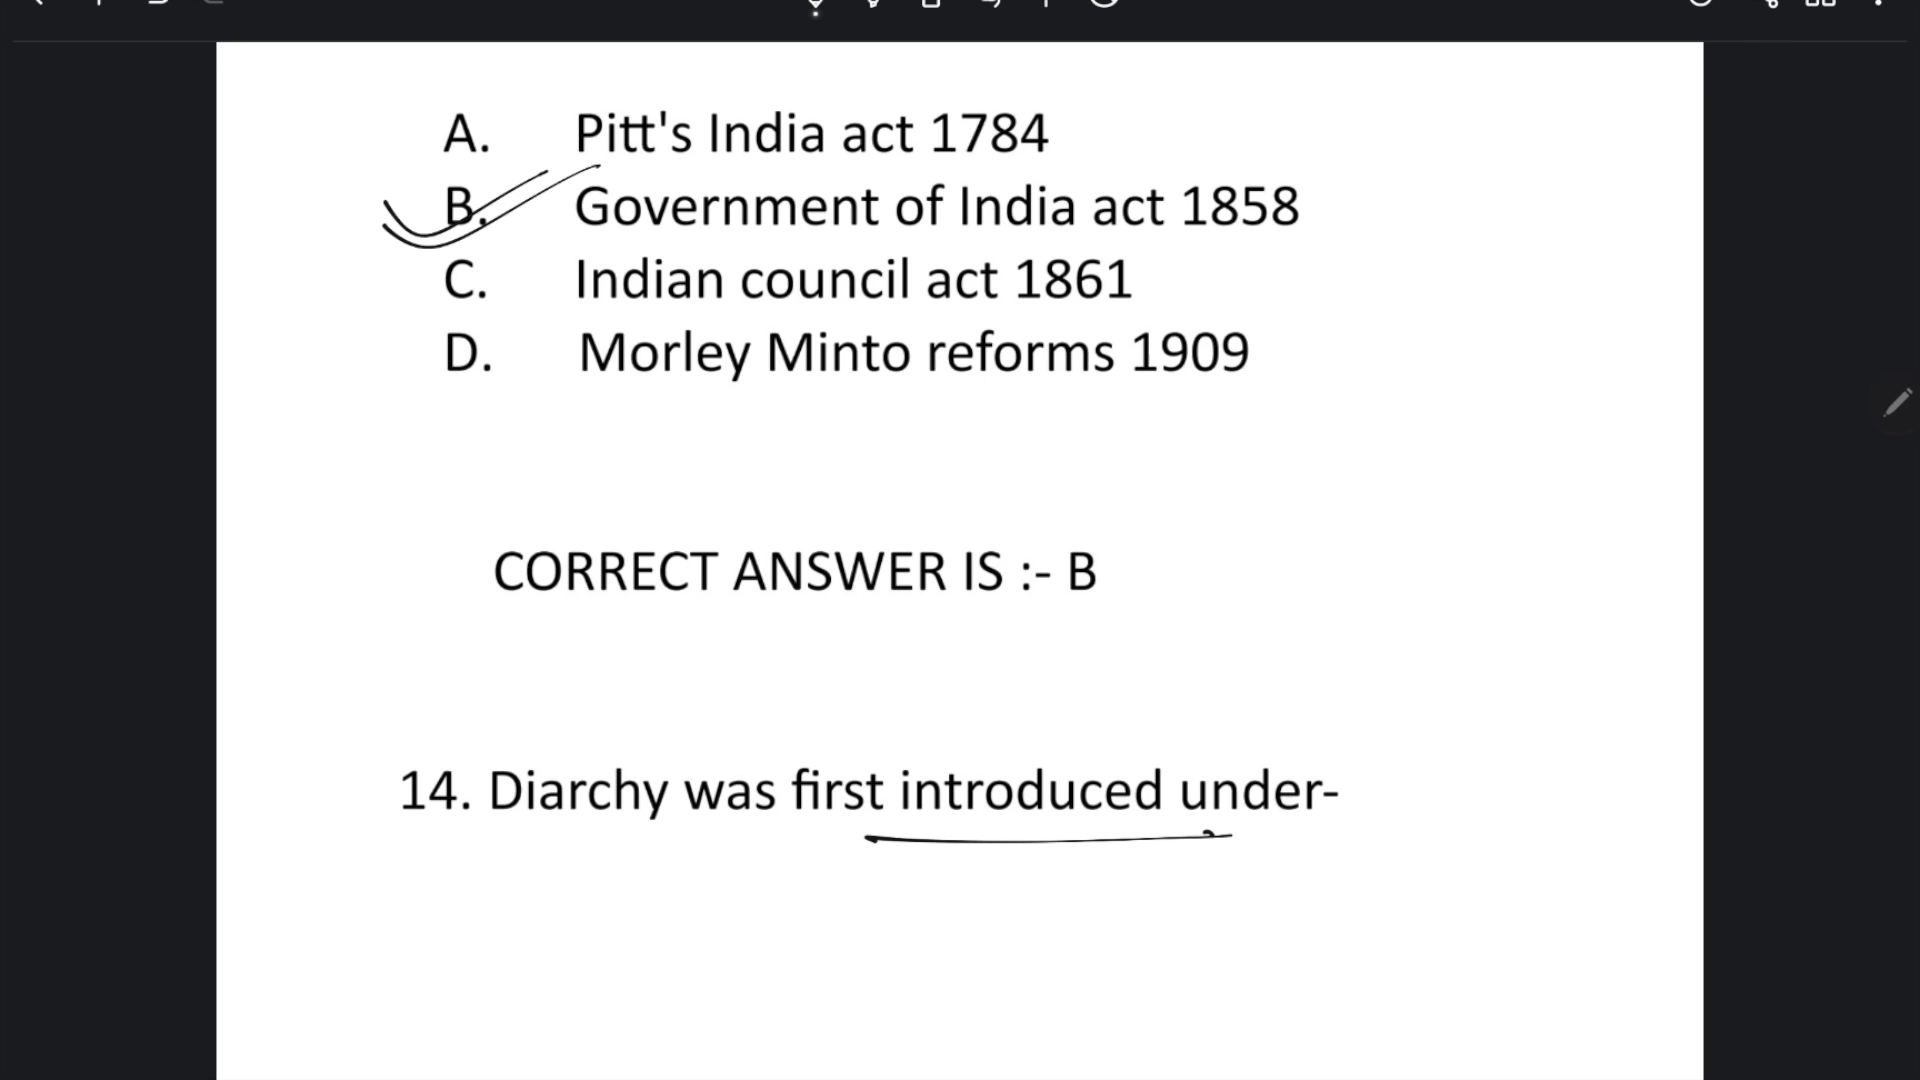 A. Pitt's India act 1784
B. Government of India act 1858
C. Indian council act 1861
D. Morley Minto reforms 1909
CORRECT ANSWER IS :- B
14. Diarchy was first introduced under-